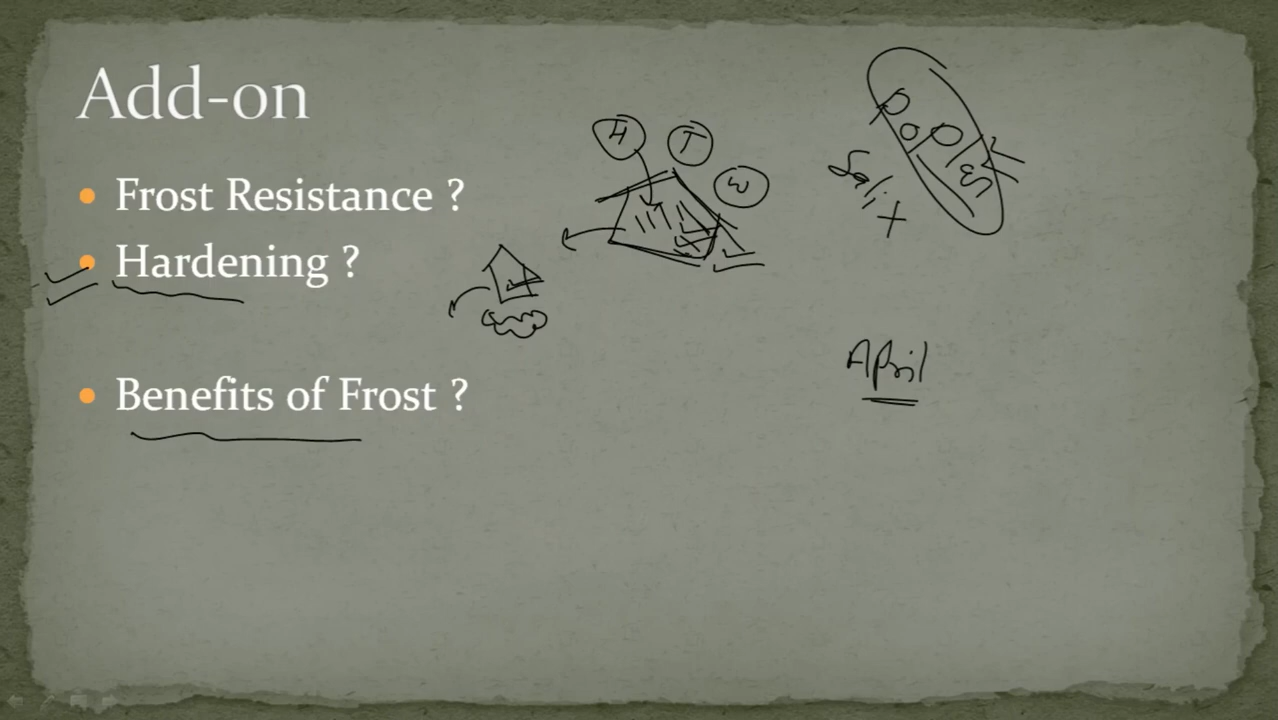 Add-on
H T W
Poplar
Salix
• Frost Resistance ?
• Hardening ?
April
• Benefits of Frost ?